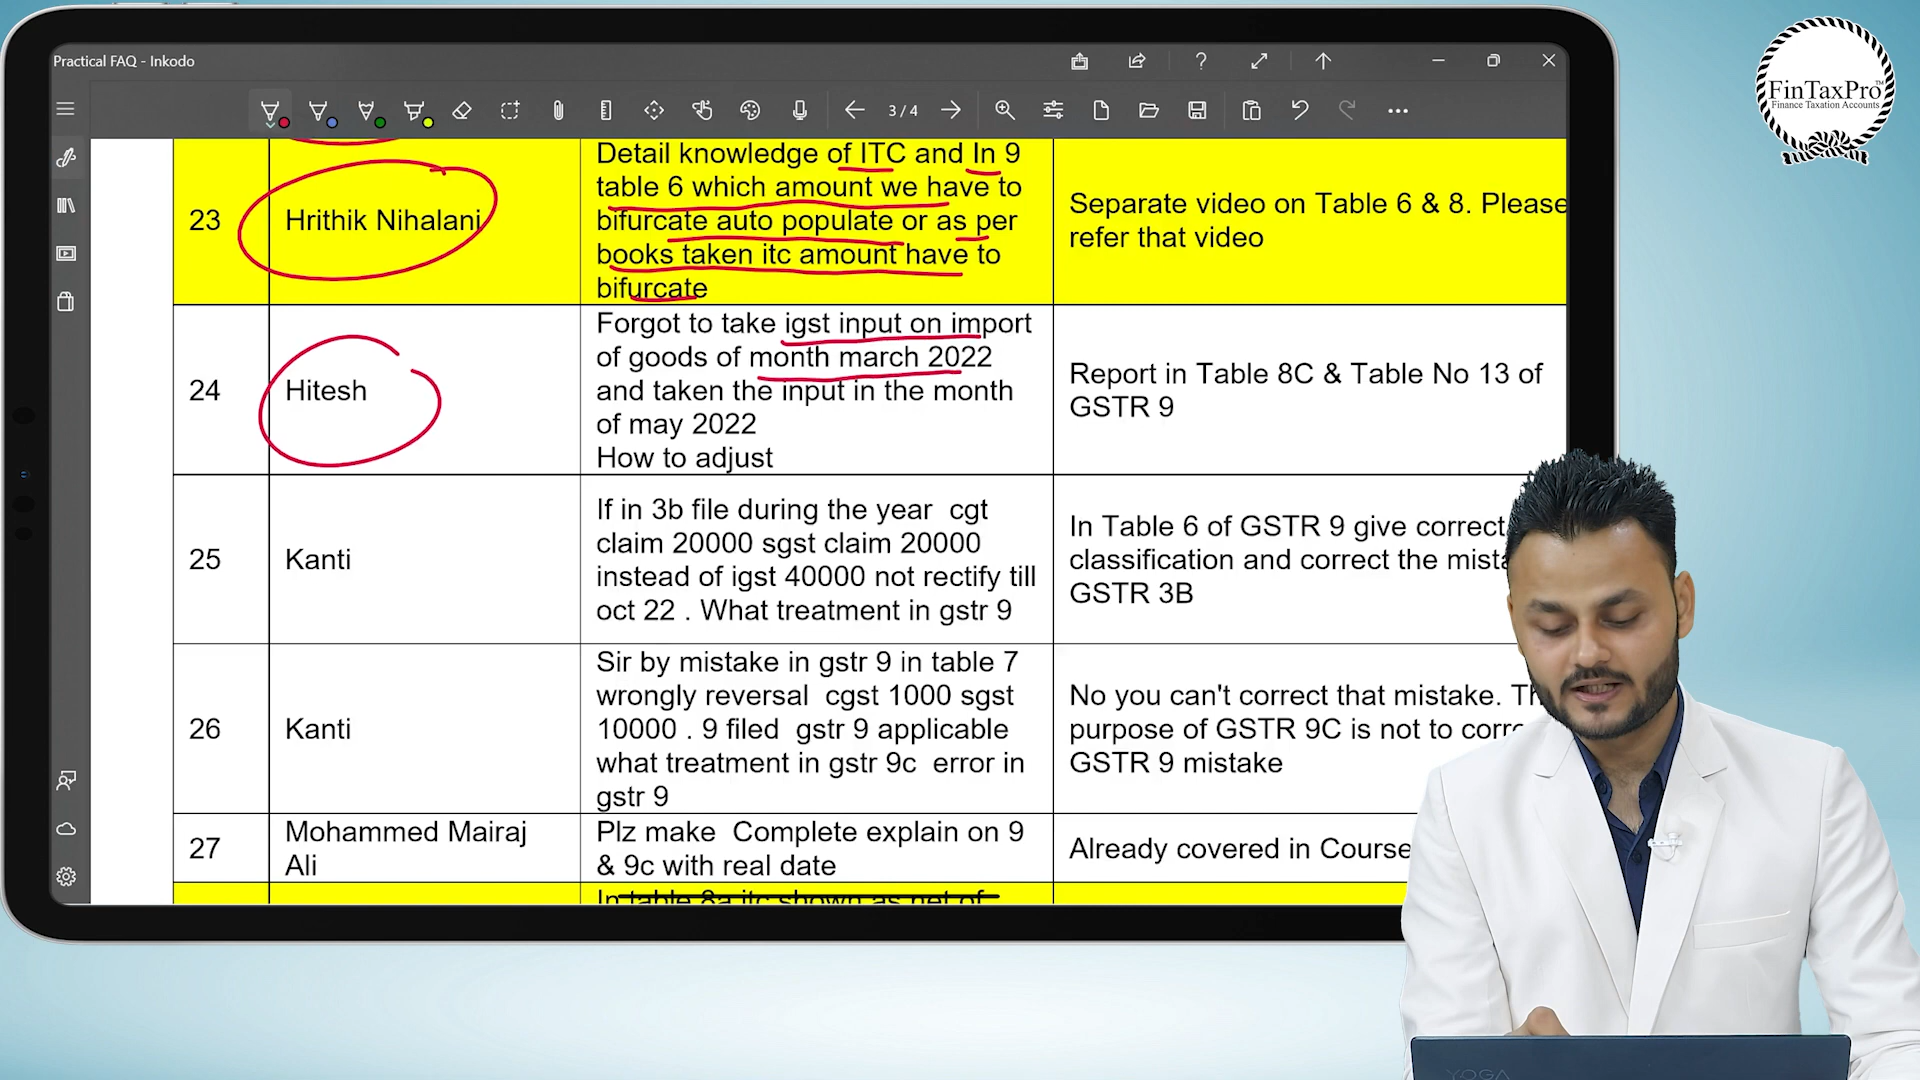 Practical FAQ - Inkodo
FinTaxPro™
Finance Taxation Accounts
3 / 4
23
Hrithik Nihalani
Detail knowledge of ITC and In 9
table 6 which amount we have to
bifurcate auto populate or as per
books taken itc amount have to
bifurcate
Separate video on Table 6 & 8. Please
refer that video
24
Hitesh
Forgot to take igst input on import
of goods of month march 2022
and taken the input in the month
of may 2022
How to adjust
Report in Table 8C & Table No 13 of
GSTR 9
25
Kanti
If in 3b file during the year cgt
claim 20000 sgst claim 20000
instead of igst 40000 not rectify till
oct 22 . What treatment in gstr 9
In Table 6 of GSTR 9 give correct
classification and correct the
GSTR 3B
26
Kanti
Sir by mistake in gstr 9 in table 7
wrongly reversal cgst 1000 sgst
10000 . 9 filed gstr 9 applicable
what treatment in gstr 9c error in
gstr 9
No you can't correct that mistake.
purpose of GSTR 9C is not to
GSTR 9 mistake
27
Mohammed Mairaj
Ali
Plz make Complete explain on 9
& 9c with real date
Already covered in Course
In table 8a itc shown as net of
YOGA